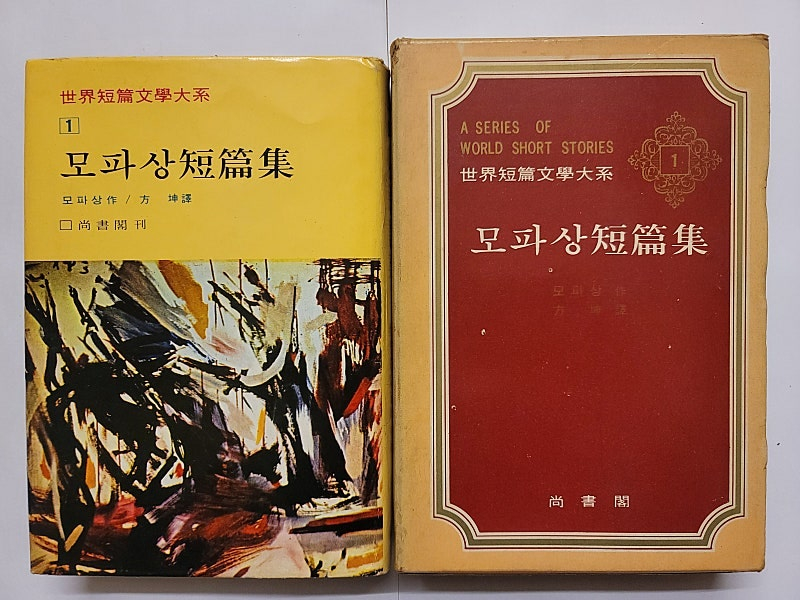 世界短篇文學大系
1
모파상短篇集
모파상作 / 方 坤譯
□ 尚書閣刊
A SERIES OF
WORLD SHORT STORIES
世界短篇文學大系
1
모파상短篇集
모파상 作
方 坤 譯
尚書閣